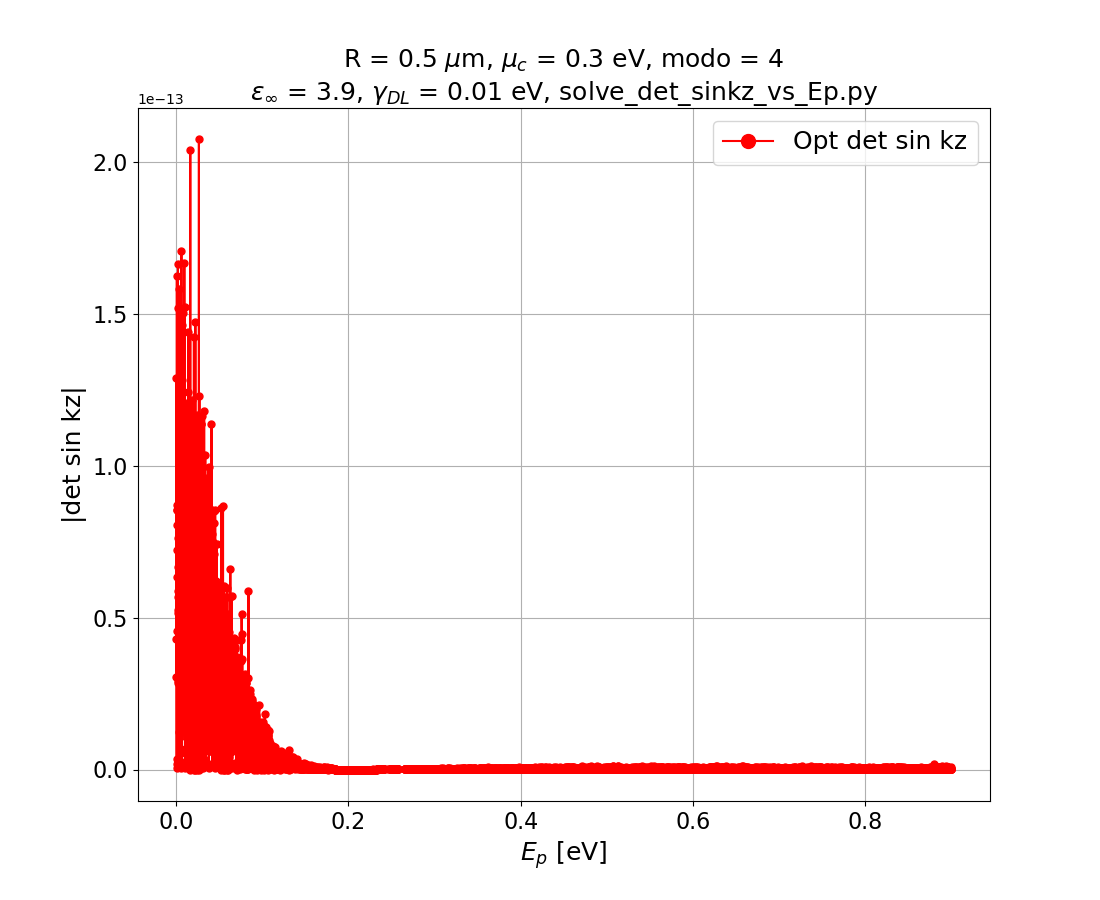 R = 0.5 μm, μ_c = 0.3 eV, modo = 4
ε_∞ = 3.9, γ_DL = 0.01 eV, solve_det_sinkz_vs_Ep.py
1e−13
Opt det sin kz
2.0
1.5
1.0
0.5
0.0
|det sin kz|
0.0 0.2 0.4 0.6 0.8
E_p [eV]